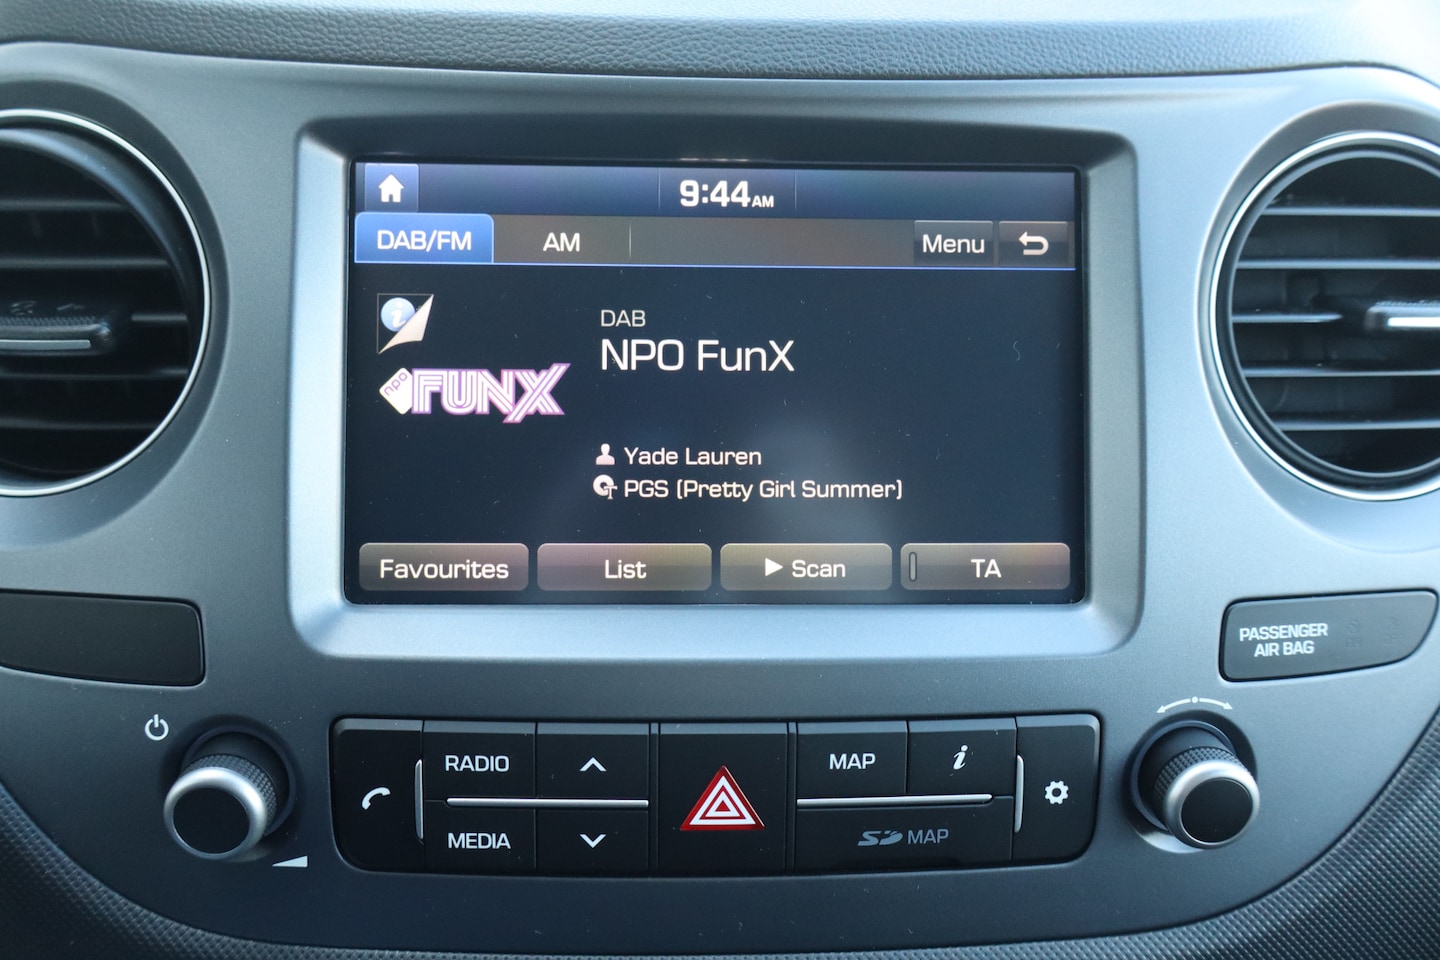 9:44AM
DAB/FM AM Menu
DAB
NPO FunX
npo FUNX
Yade Lauren
PGS (Pretty Girl Summer)
Favourites List Scan TA
PASSENGER
AIR BAG
RADIO MAP i
MEDIA SD MAP